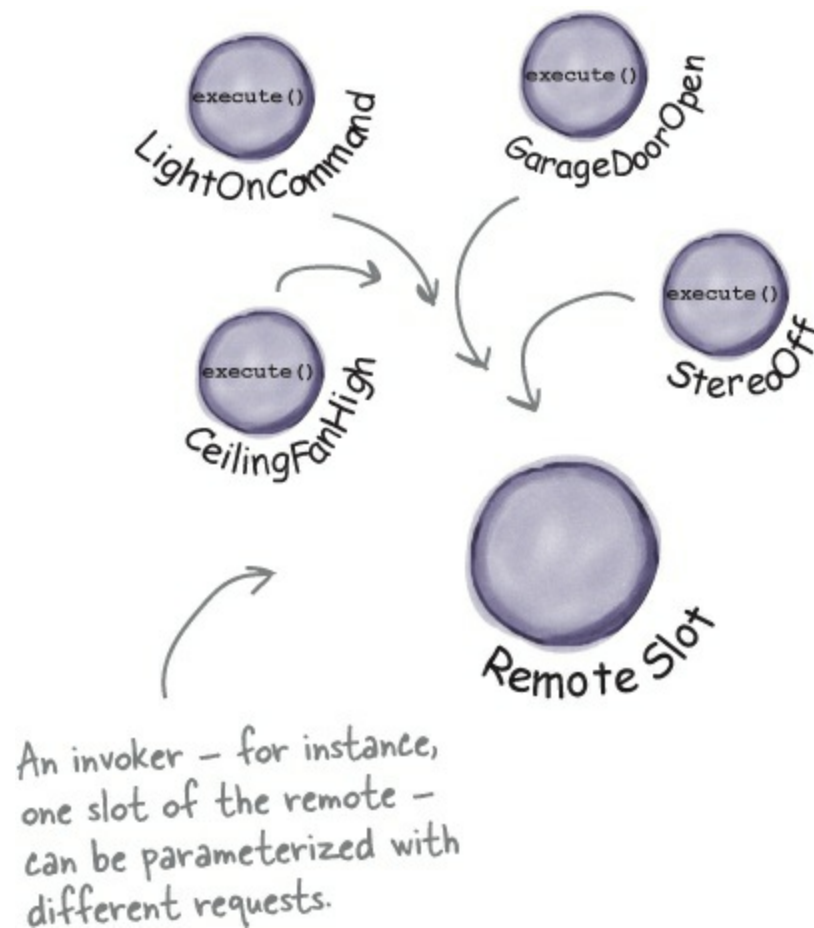 execute()
LightOnCommand
execute()
GarageDoorOpen
execute()
StereoOff
execute()
CeilingFanHigh
Remote Slot
An invoker – for instance,
one slot of the remote –
can be parameterized with
different requests.